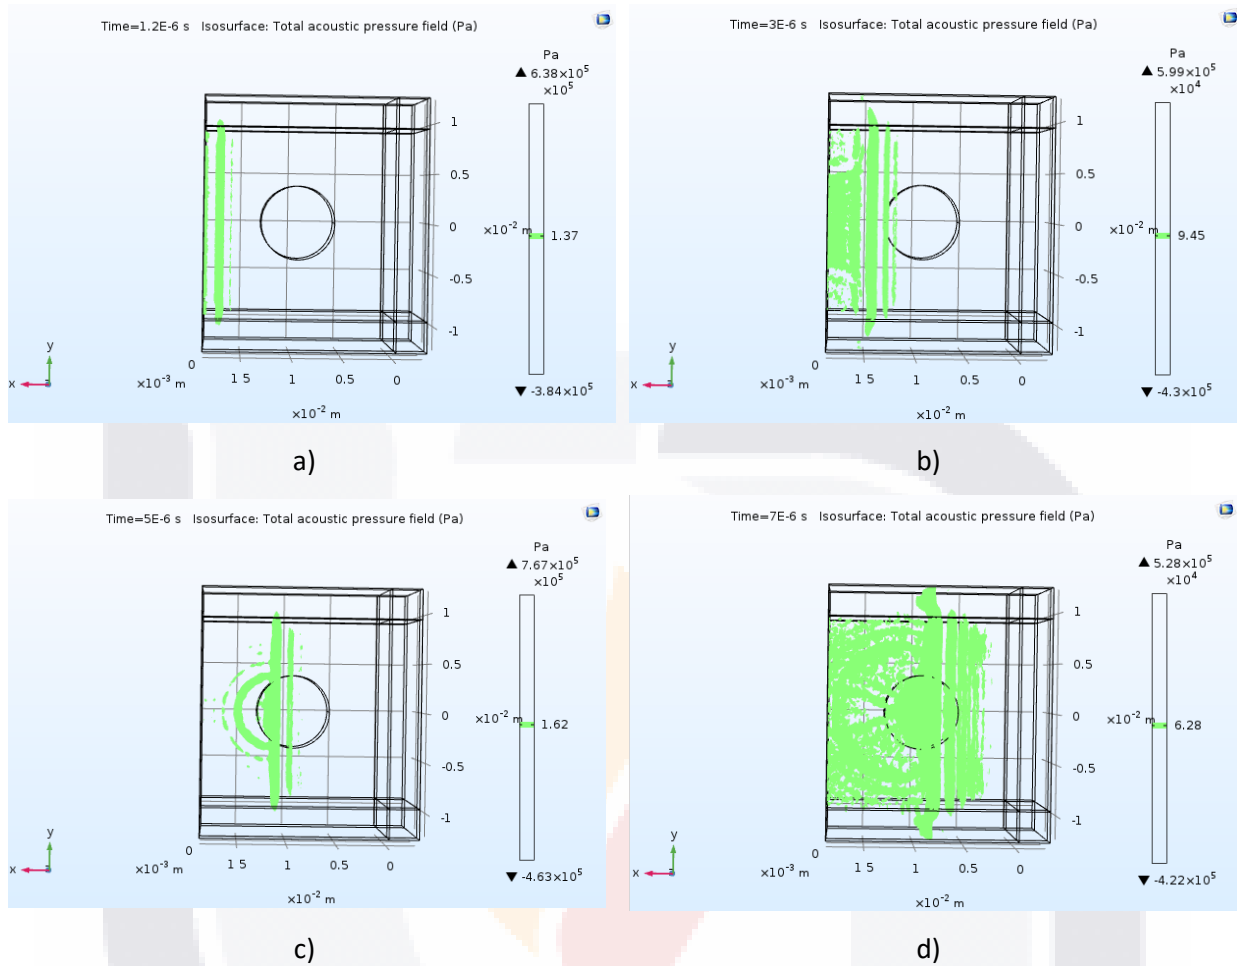 Time=1.2E-6 s Isosurface: Total acoustic pressure field (Pa)
Pa
▲ 6.38×10⁵
×10⁵
1
0.5
0
×10⁻² m
1.37
-0.5
-1
▼ -3.84×10⁵
y
x
0
×10⁻³ m
1 5
1
0.5
0
×10⁻² m
a)
Time=3E-6 s Isosurface: Total acoustic pressure field (Pa)
Pa
▲ 5.99×10⁵
×10⁴
1
0.5
0
×10⁻² m
9.45
-0.5
-1
▼ -4.3×10⁵
y
x
0
×10⁻³ m
1 5
1
0.5
0
×10⁻² m
b)
Time=5E-6 s Isosurface: Total acoustic pressure field (Pa)
Pa
▲ 7.67×10⁵
×10⁵
1
0.5
0
×10⁻² m
1.62
-0.5
-1
▼ -4.63×10⁵
y
x
0
×10⁻³ m
1 5
1
0.5
0
×10⁻² m
c)
Time=7E-6 s Isosurface: Total acoustic pressure field (Pa)
Pa
▲ 5.28×10⁵
×10⁴
1
0.5
0
×10⁻² m
6.28
-0.5
-1
▼ -4.22×10⁵
y
x
0
×10⁻³ m
1 5
1
0.5
0
×10⁻² m
d)